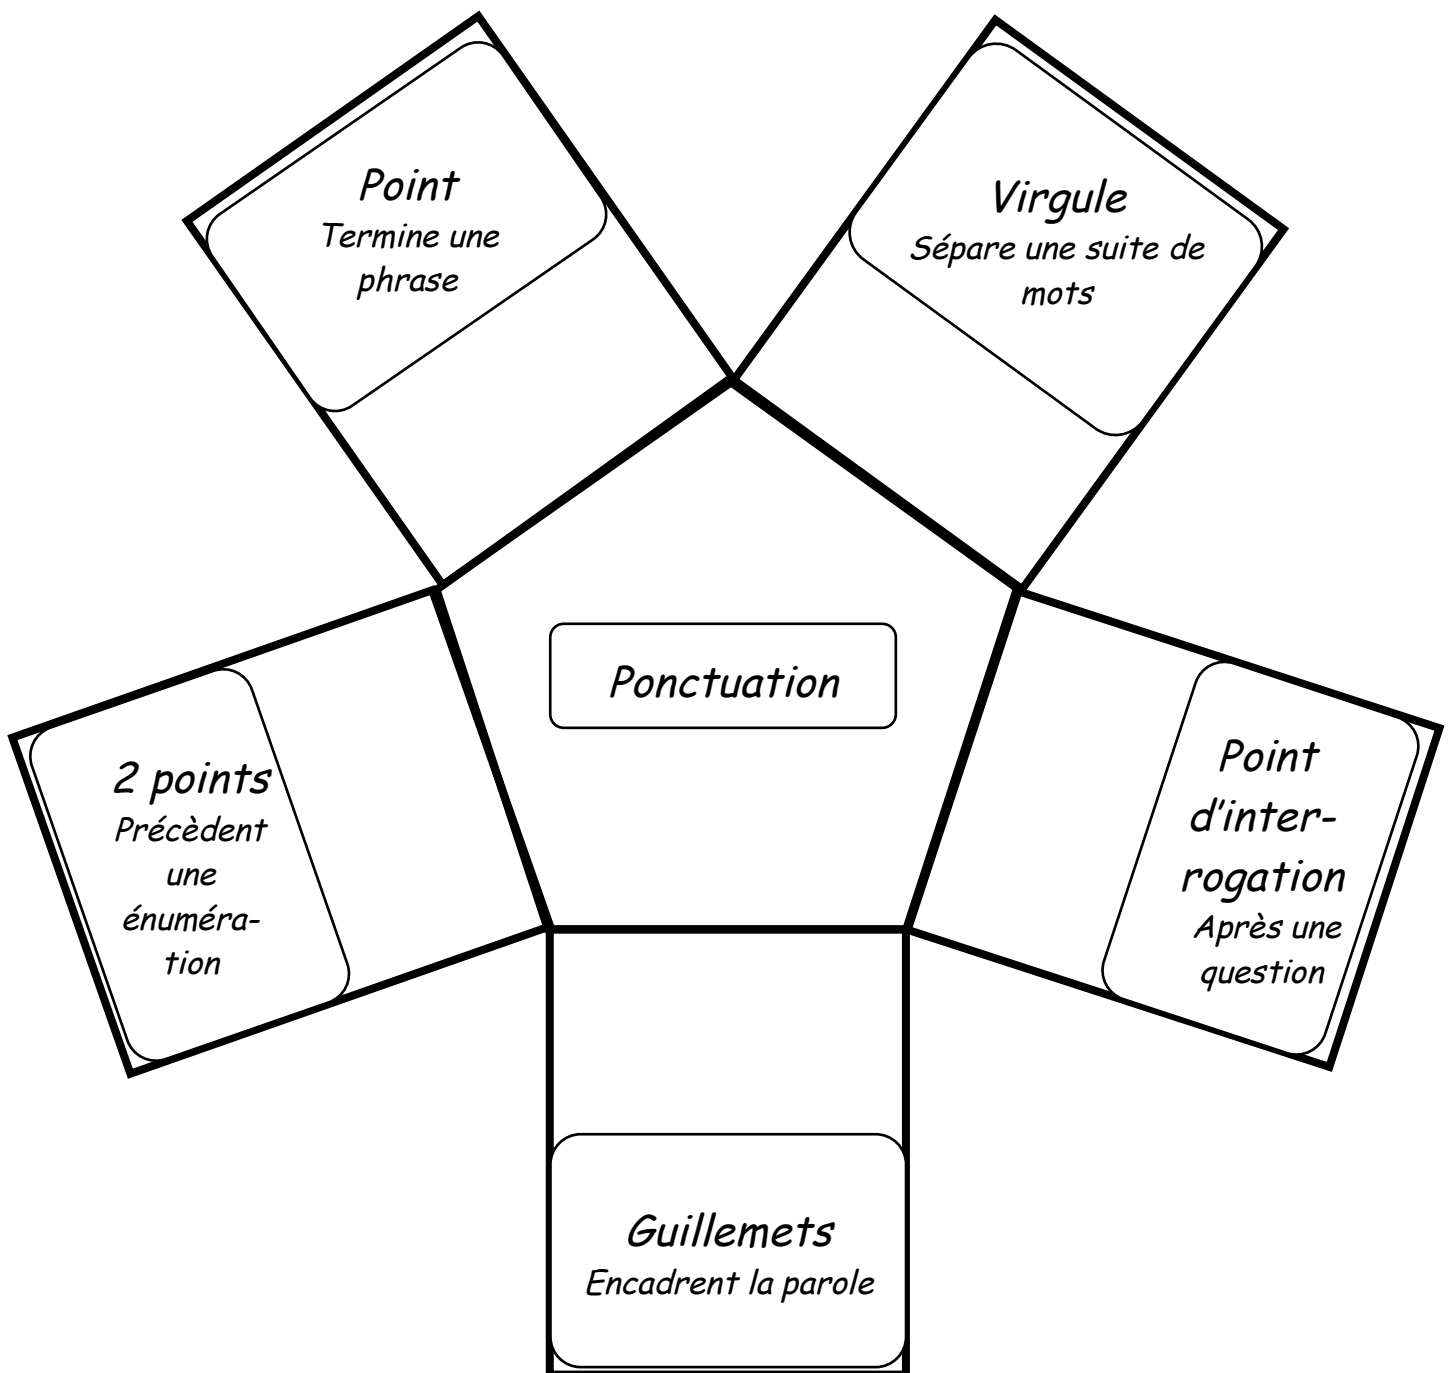 Point
Termine une
phrase
Virgule
Sépare une suite de
mots
Ponctuation
2 points
Précèdent
une
énuméra-
tion
Point
d’inter-
rogation
Après une
question
Guillemets
Encadrent la parole